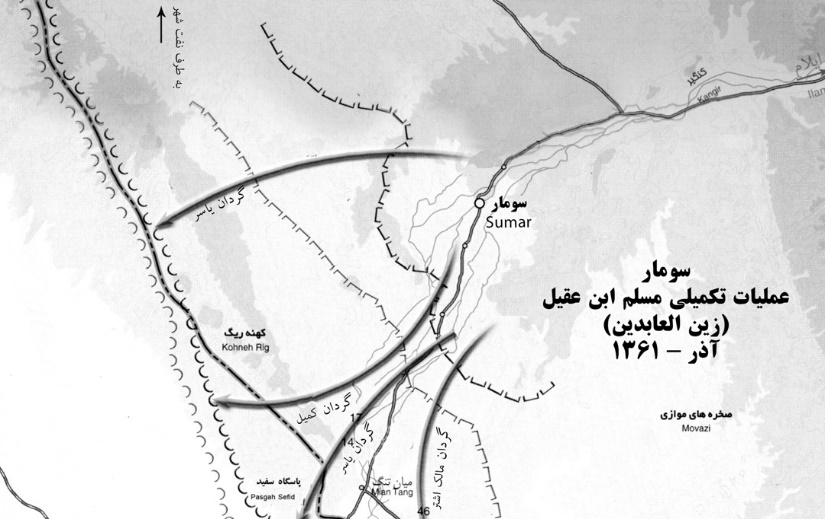 به طرف نفت شهر
ایلام
Ilam
کنگیر
Kangir
سومار
Sumar
گردان یاسر
سومار
عملیات تکمیلی مسلم ابن عقیل
(زین العابدین)
آذر – ۱۳۶۱
کهنه ریگ
Kohneh Rig
گردان کمیل
17
14
گردان یاسر
گردان مالک اشتر
صخره های موازی
Movazi
پاسگاه سفید
Pasgah Sefid
میان تنگ
Mian Tang
46